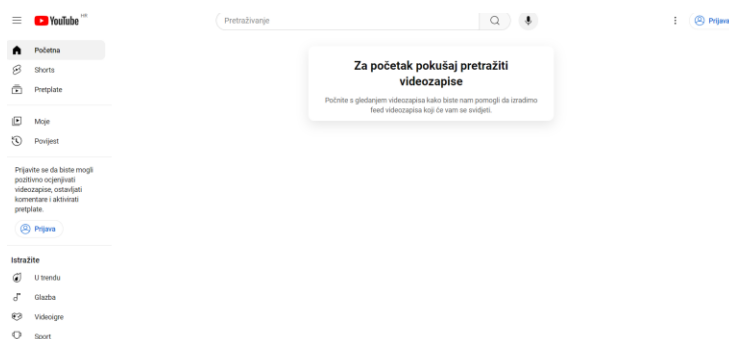 YouTube HR
Pretraživanje
Prijava
Početna
Shorts
Pretplate
Moje
Povijest
Prijavite se da biste mogli
pozitivno ocjenjivati
videozapise, ostavljati
komentare i aktivirati
pretplate.
Prijava
Istražite
U trendu
Glazba
Videoigre
Sport
Za početak pokušaj pretražiti
videozapise
Počnite s gledanjem videozapisa kako biste nam pomogli da izradimo
feed videozapisa koji će vam se svidjeti.